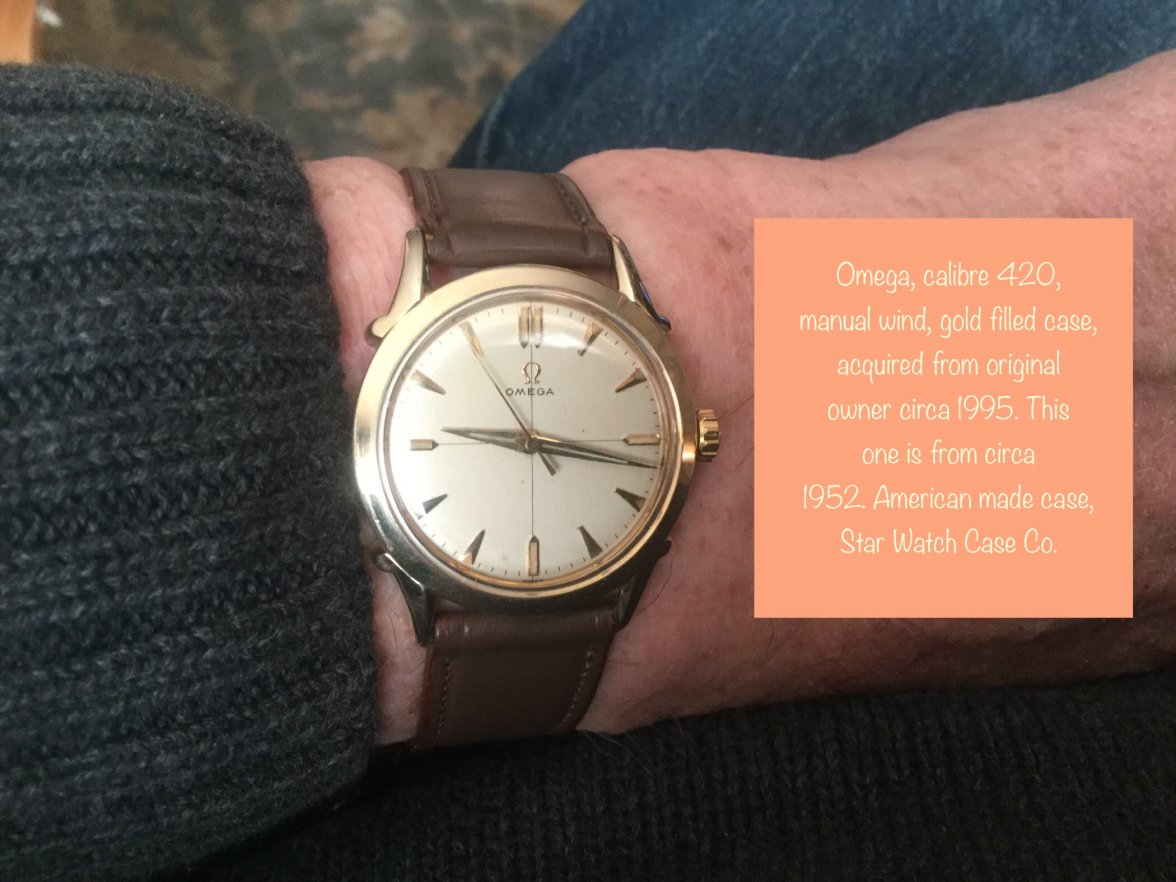 Ω
OMEGA
Omega, calibre 420,
manual wind, gold filled case,
acquired from original
owner circa 1995. This
one is from circa
1952. American made case,
Star Watch Case Co.